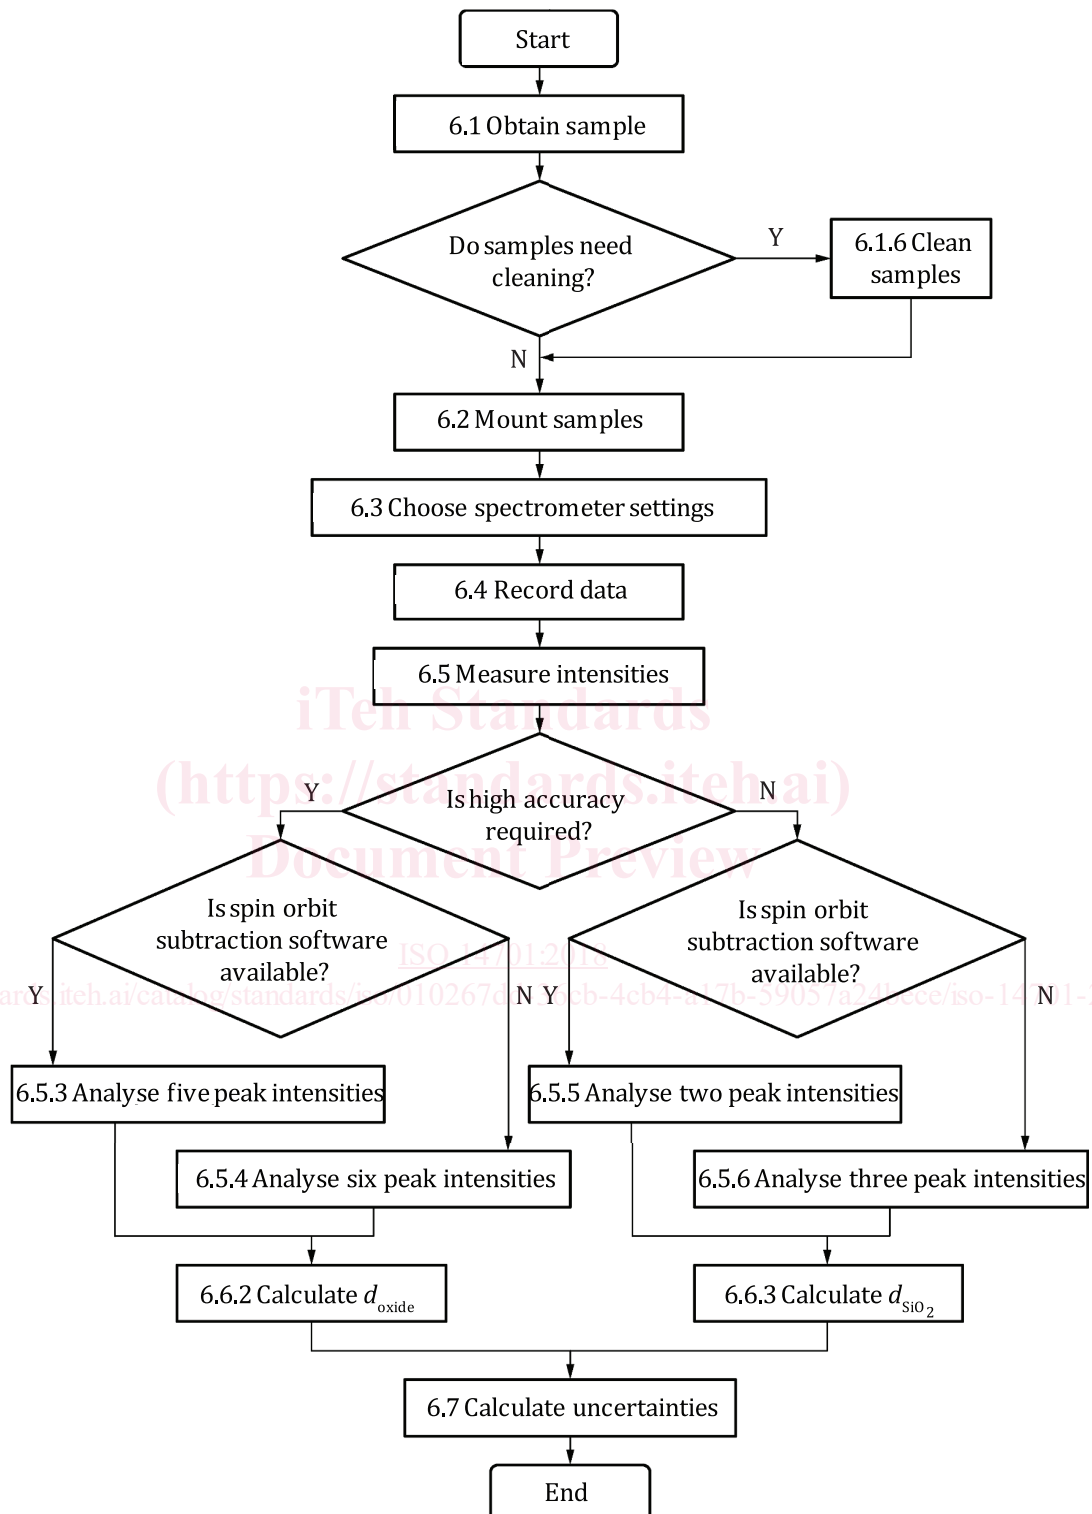 Start
6.1 Obtain sample
Do samples need
cleaning?
Y
6.1.6 Clean
samples
N
6.2 Mount samples
6.3 Choose spectrometer settings
6.4 Record data
6.5 Measure intensities
iTeh Standards
(https://standards.iteh.ai)
Document Preview
Y
Is high accuracy
required?
N
Is spin orbit
subtraction software
available?
Is spin orbit
subtraction software
available?
ISO 14701:2018
Y
N
Y
N
6.5.3 Analyse five peak intensities
6.5.5 Analyse two peak intensities
6.5.4 Analyse six peak intensities
6.5.6 Analyse three peak intensities
6.6.2 Calculate d_oxide
6.6.3 Calculate d_SiO₂
6.7 Calculate uncertainties
End